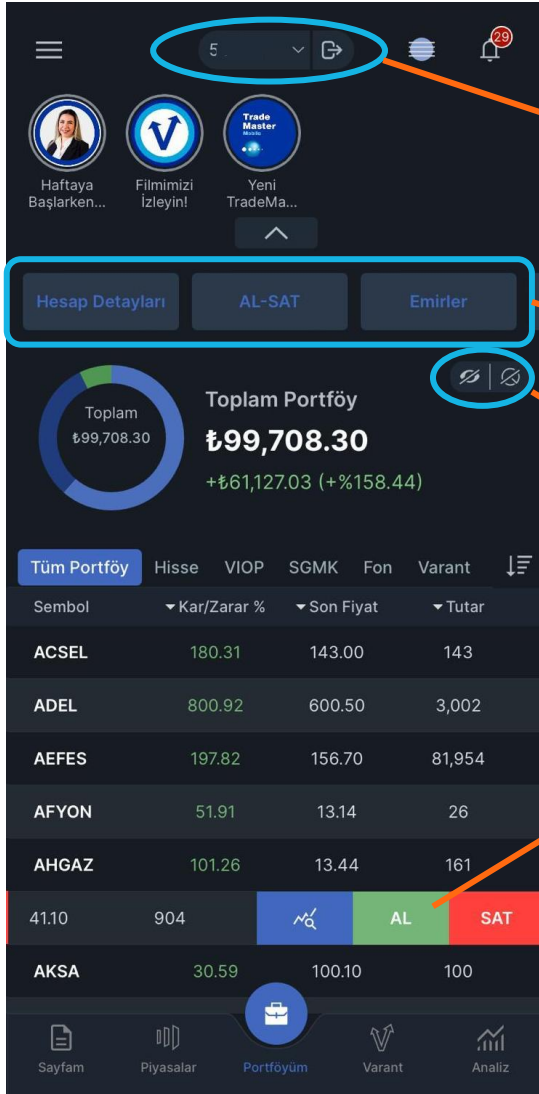 5
29
Trade
Master
Mobile
Haftaya
Başlarken...
Filmimizi
İzleyin!
Yeni
TradeMa...
Hesap Detayları
AL-SAT
Emirler
Toplam
₺99,708.30
Toplam Portföy
₺99,708.30
+₺61,127.03 (+%158.44)
Tüm Portföy Hisse VIOP SGMK Fon Varant
Sembol Kar/Zarar % Son Fiyat Tutar
ACSEL 180.31 143.00 143
ADEL 800.92 600.50 3,002
AEFES 197.82 156.70 81,954
AFYON 51.91 13.14 26
AHGAZ 101.26 13.44 161
41.10 904 AL SAT
AKSA 30.59 100.10 100
Sayfam Piyasalar Portföyüm Varant Analiz